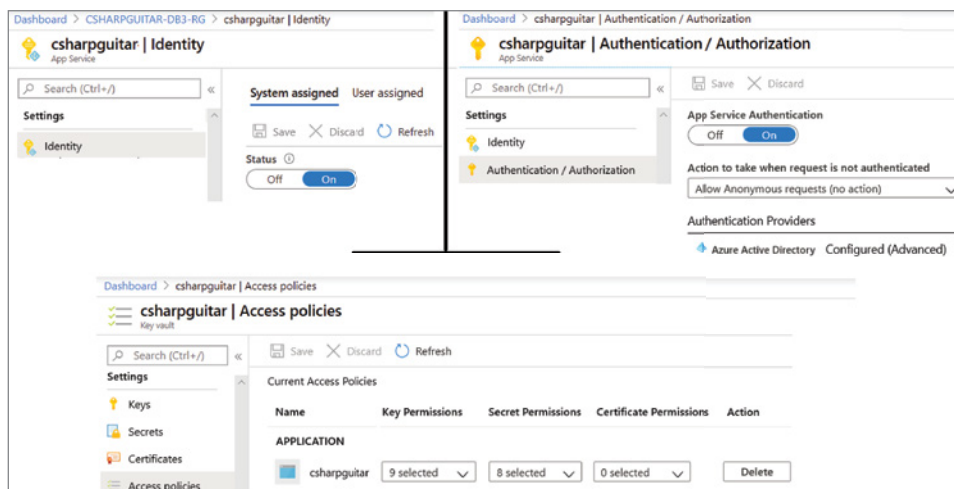 Dashboard > CSHARPGUITAR-DB3-RG > csharpguitar | Identity
csharpguitar | Identity
App Service
Search (Ctrl+/)
«
Settings
Identity
System assigned User assigned
Save Discard Refresh
Status
Off On
Dashboard > csharpguitar | Authentication / Authorization
csharpguitar | Authentication / Authorization
App Service
Search (Ctrl+/)
«
Settings
Identity
Authentication / Authorization
Save Discard
App Service Authentication
Off On
Action to take when request is not authenticated
Allow Anonymous requests (no action)
Authentication Providers
Azure Active Directory Configured (Advanced)
Dashboard > csharpguitar | Access policies
csharpguitar | Access policies
Key vault
Search (Ctrl+/)
«
Settings
Keys
Secrets
Certificates
Access policies
Save Discard Refresh
Current Access Policies
Name Key Permissions Secret Permissions Certificate Permissions Action
APPLICATION
csharpguitar 9 selected 8 selected 0 selected Delete